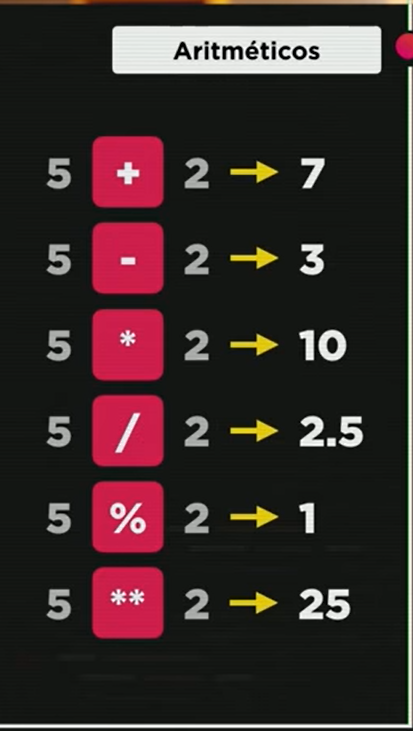 Aritméticos
5 + 2 → 7
5 - 2 → 3
5 * 2 → 10
5 / 2 → 2.5
5 % 2 → 1
5 ** 2 → 25